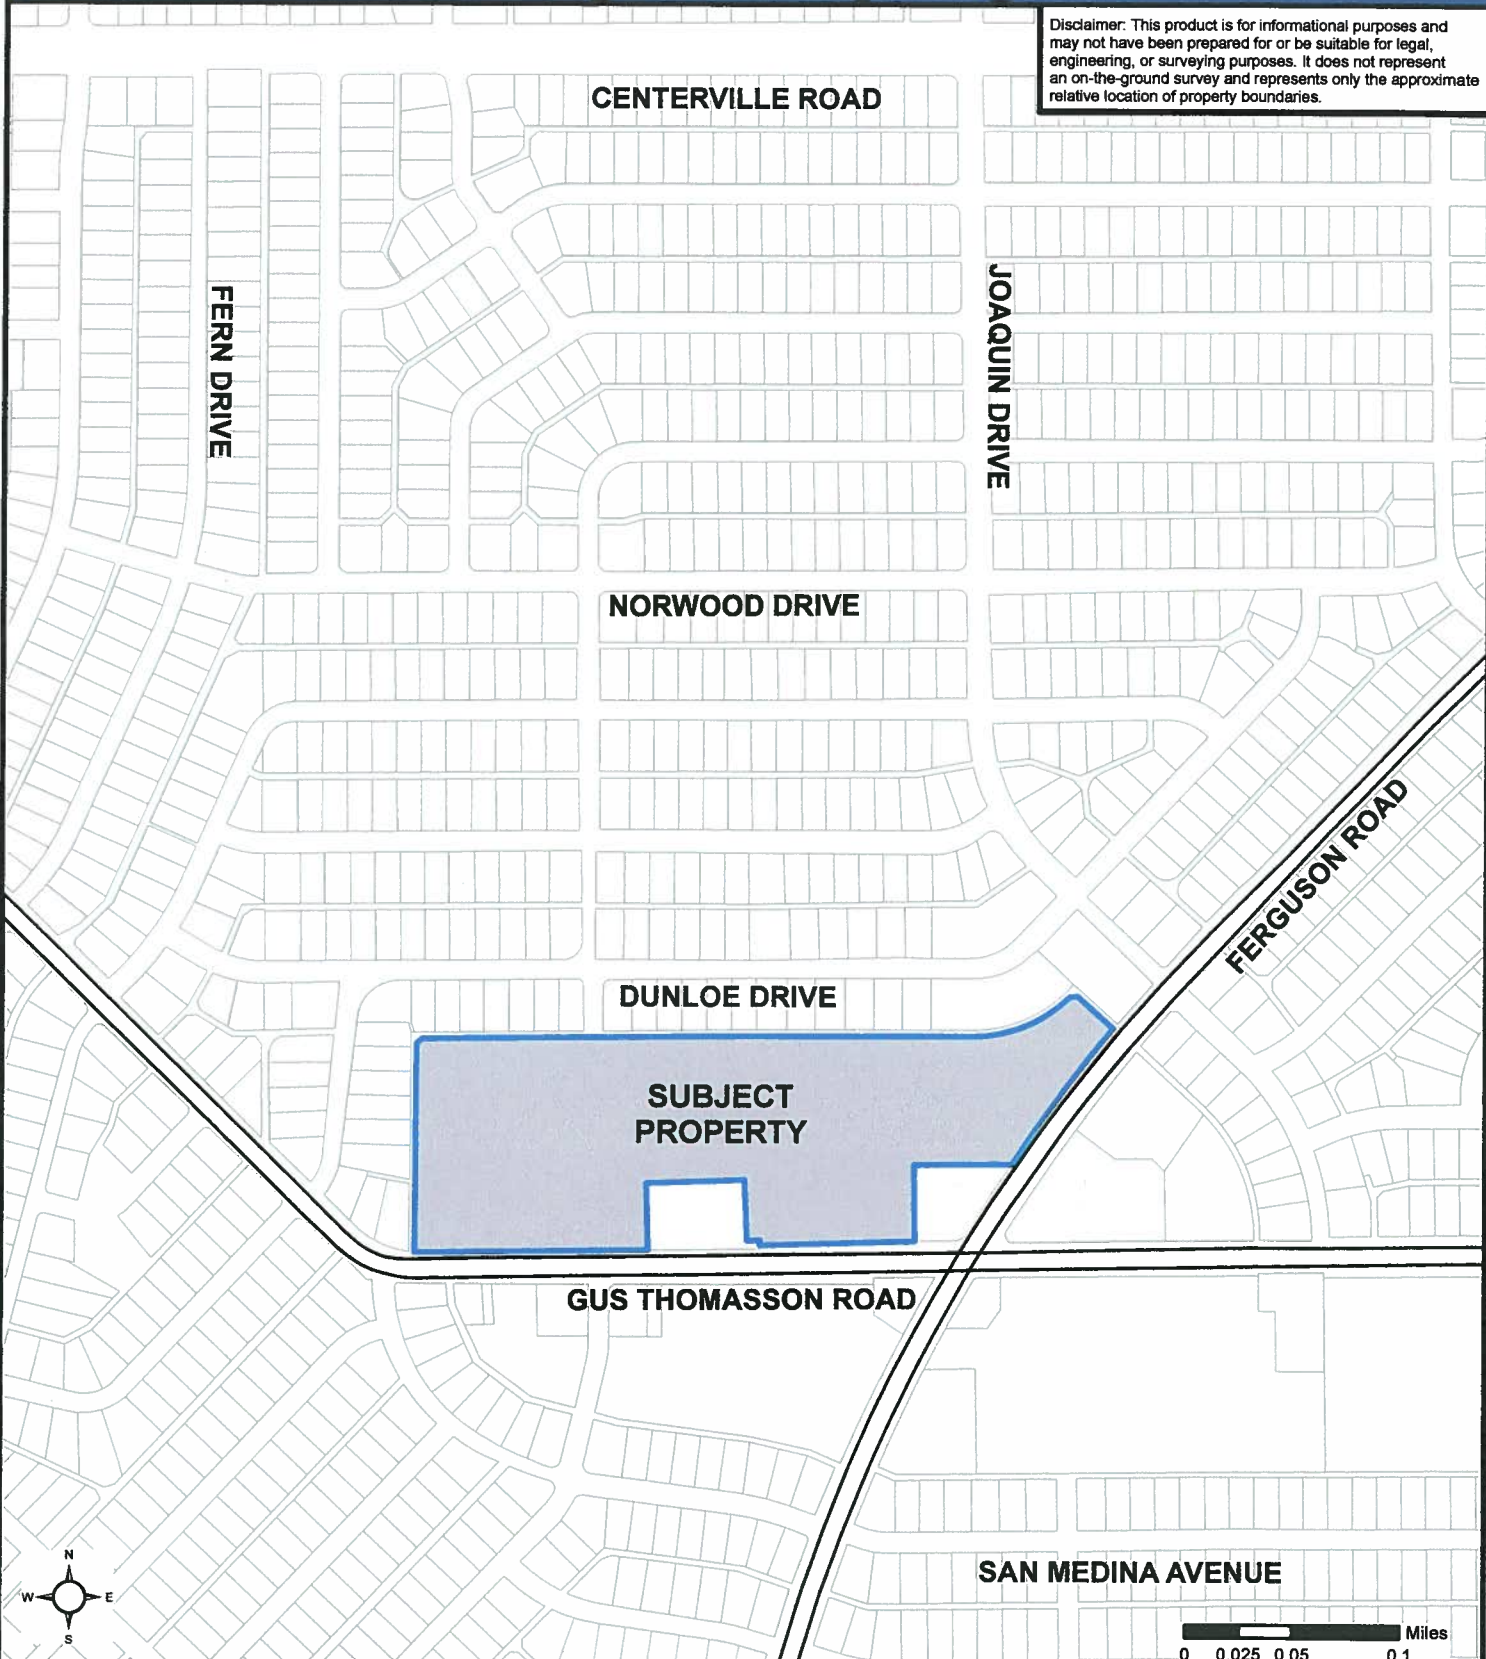 Disclaimer: This product is for informational purposes and
may not have been prepared for or be suitable for legal,
engineering, or surveying purposes. It does not represent
an on-the-ground survey and represents only the approximate
relative location of property boundaries.
CENTERVILLE ROAD
FERN DRIVE
JOAQUIN DRIVE
NORWOOD DRIVE
FERGUSON ROAD
DUNLOE DRIVE
SUBJECT
PROPERTY
GUS THOMASSON ROAD
SAN MEDINA AVENUE
N
W E
S
Miles
0 0.025 0.05 0.1